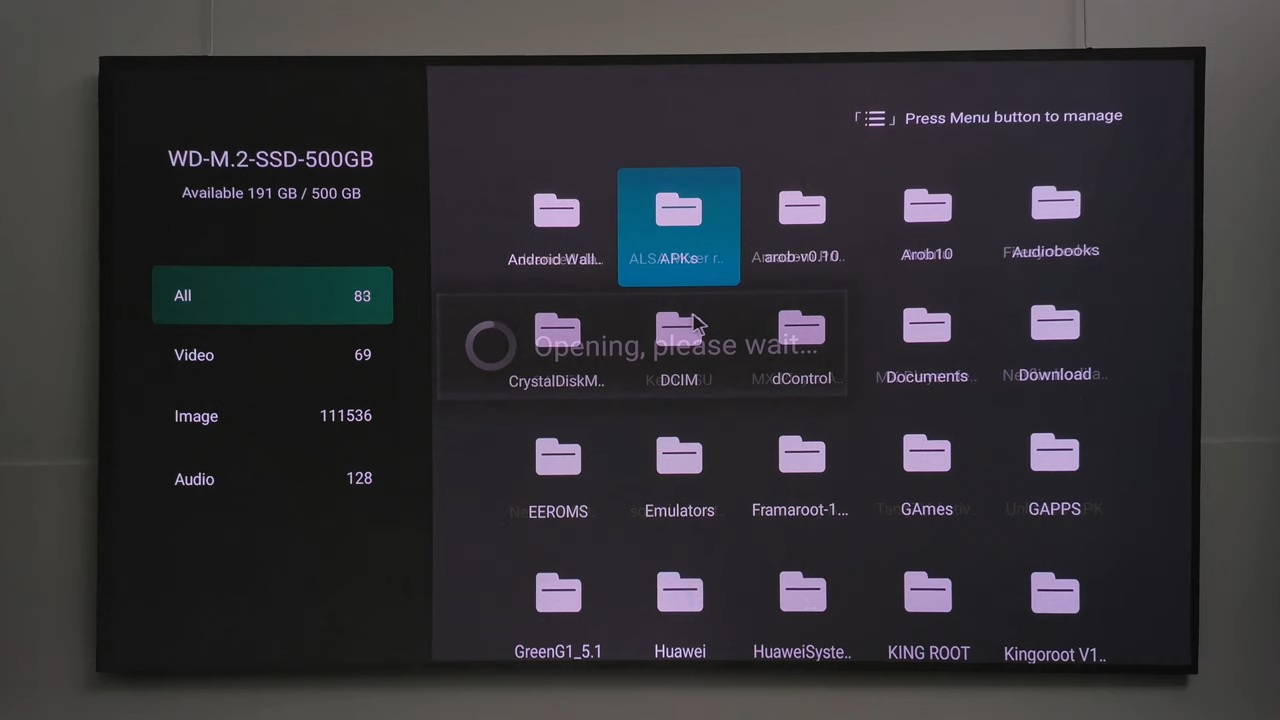 「≡」 Press Menu button to manage
WD-M.2-SSD-500GB
Available 191 GB / 500 GB
All 83
Video 69
Image 111536
Audio 128
Android Wall.. APKs arob-v0.10 Arob10 Audiobooks
Opening, please wait...
CrystalDiskM.. DCIM dControl Documents Download
EEROMS Emulators Framaroot-1... GAmes GAPPS
GreenG1_5.1 Huawei HuaweiSyste.. KING ROOT Kingoroot V1..